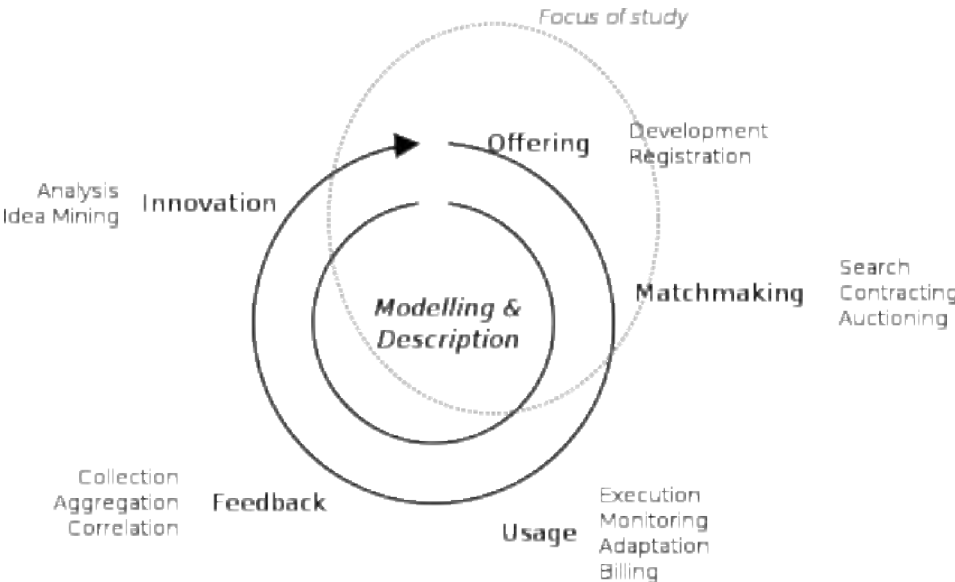 Focus of study
Offering
Development
Registration
Analysis
Idea Mining
Innovation
Matchmaking
Search
Contracting
Auctioning
Modelling &
Description
Collection
Aggregation
Correlation
Feedback
Usage
Execution
Monitoring
Adaptation
Billing